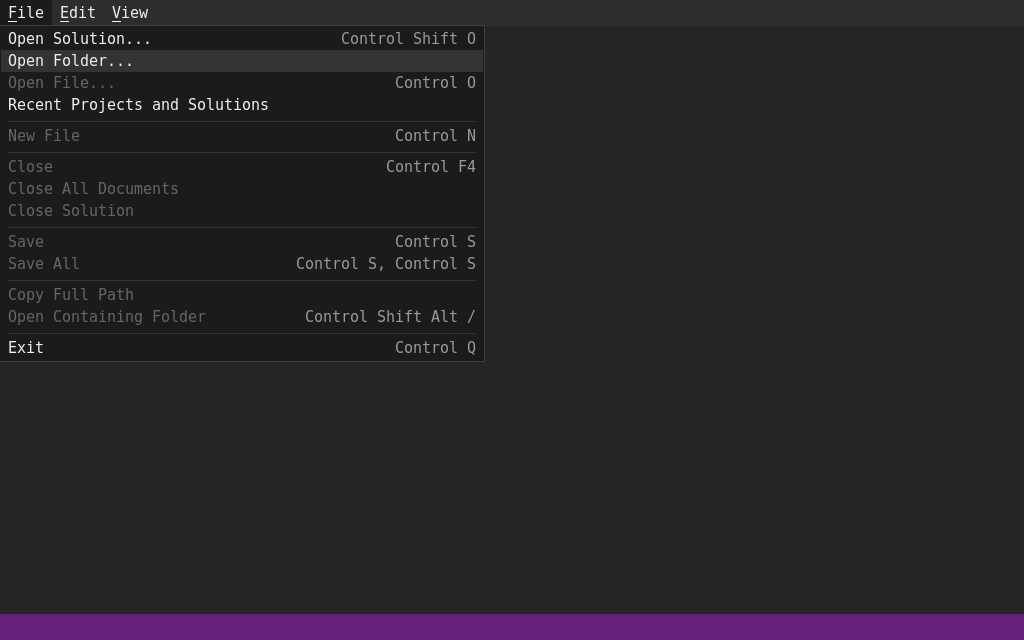 File Edit View
Open Solution... Control Shift O
Open Folder...
Open File... Control O
Recent Projects and Solutions
New File Control N
Close Control F4
Close All Documents
Close Solution
Save Control S
Save All Control S, Control S
Copy Full Path
Open Containing Folder Control Shift Alt /
Exit Control Q